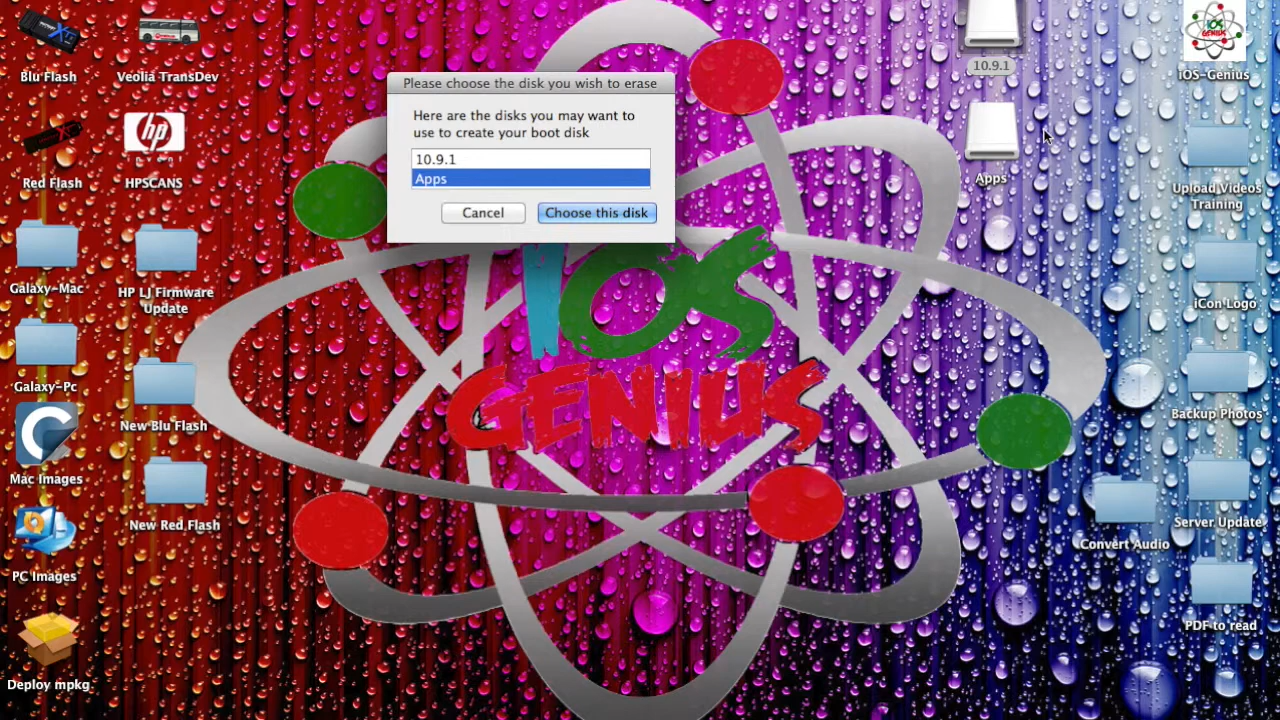 Blu Flash
Veolia TransDev
Red Flash
hp
invent
HPSCANS
Galaxy-Mac
HP LJ Firmware
Update
Galaxy-Pc
New Blu Flash
Mac Images
New Red Flash
PC Images
Deploy mpkg
Please choose the disk you wish to erase
Here are the disks you may want to
use to create your boot disk
10.9.1
Apps
Cancel
Choose this disk
IOS
GENIUS
10.9.1
Apps
IOS
GENIUS
iOS-Genius
Upload Videos
Training
iCon Logo
Backup Photos
Server Update
Convert Audio
PDF to read